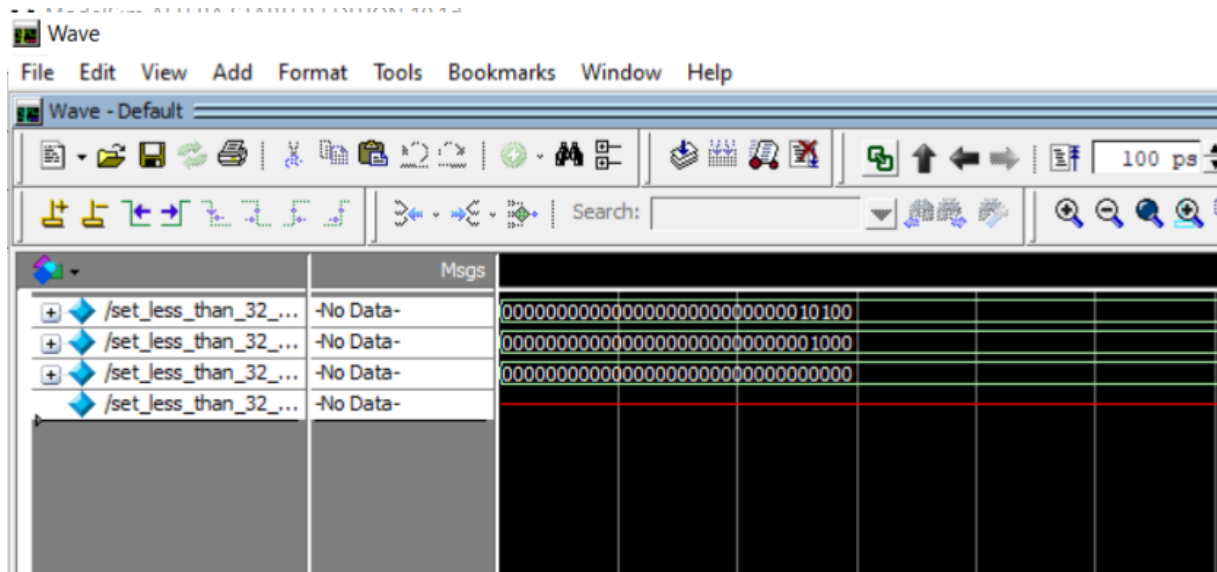 Wave
File Edit View Add Format Tools Bookmarks Window Help
Wave - Default
100 ps
Search:
Msgs
/set_less_than_32_... -No Data- 00000000000000000000000000010100
/set_less_than_32_... -No Data- 00000000000000000000000000001000
/set_less_than_32_... -No Data- 00000000000000000000000000000000
/set_less_than_32_... -No Data-